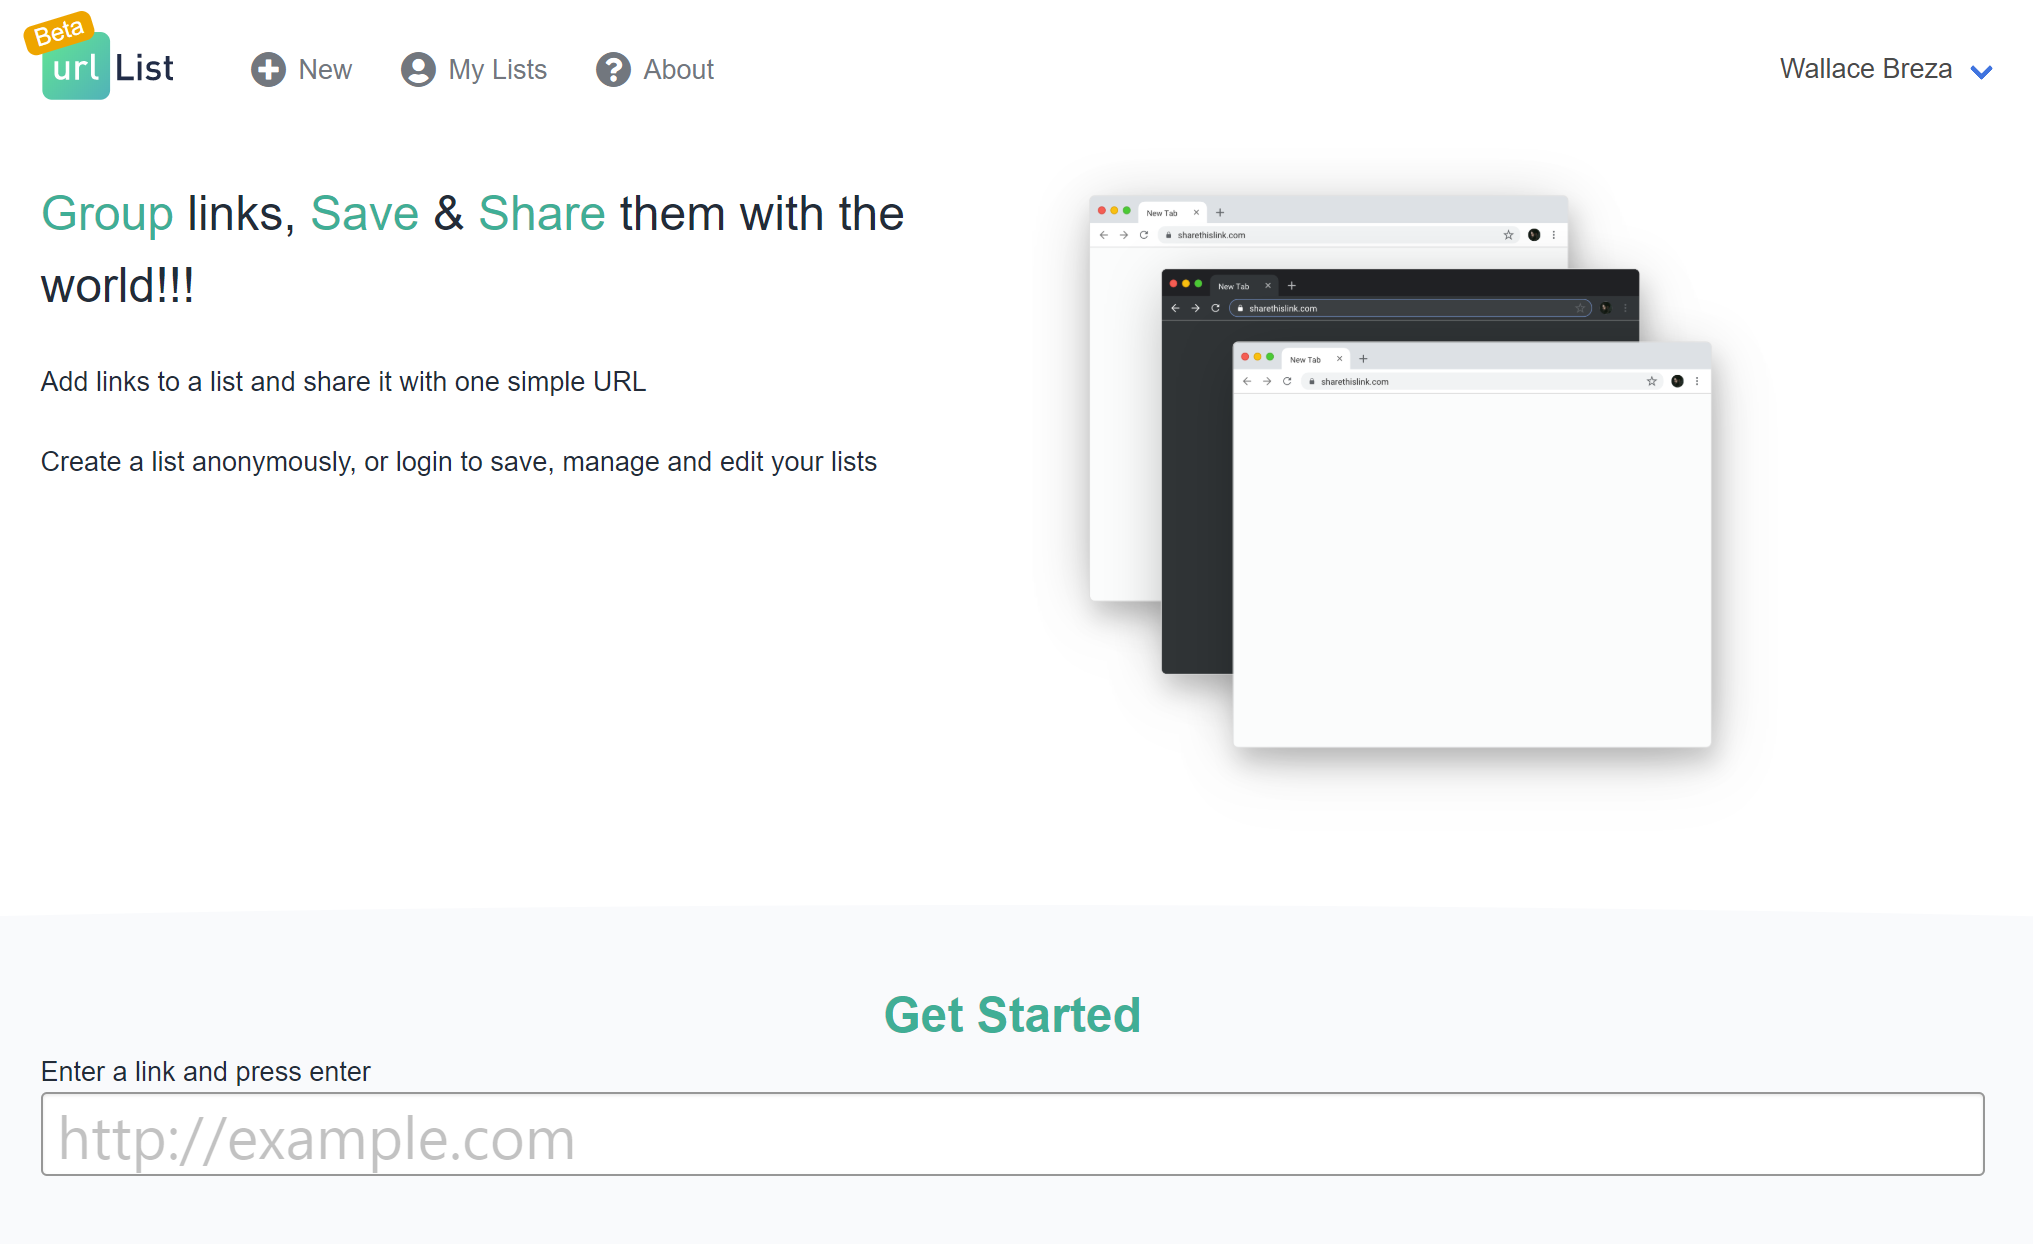 Beta
url List
New
My Lists
About
Wallace Breza
Group links, Save & Share them with the
world!!!
Add links to a list and share it with one simple URL
Create a list anonymously, or login to save, manage and edit your lists
New Tab
sharethislink.com
New Tab
sharethislink.com
New Tab
sharethislink.com
Get Started
Enter a link and press enter
http://example.com